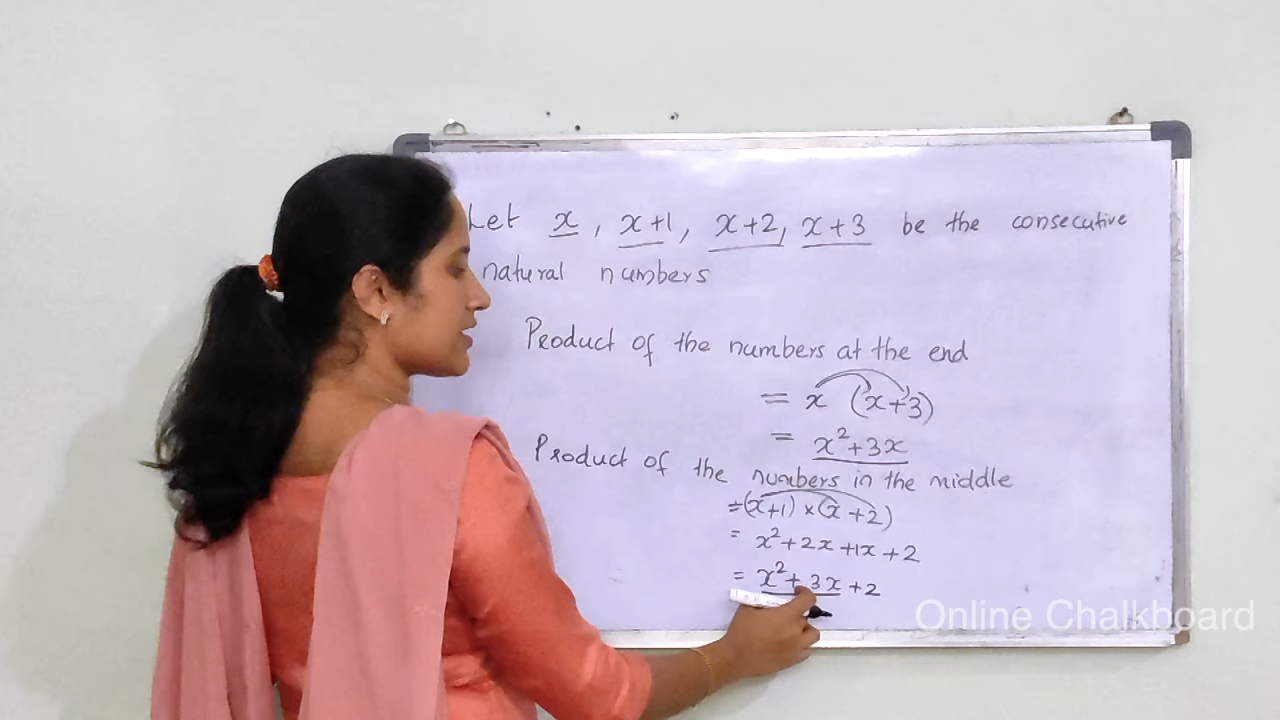 Let x, x+1, x+2, x+3 be the consecutive
natural numbers
Product of the numbers at the end
= x (x+3)
= x²+3x
Product of the numbers in the middle
=(x+1) × (x+2)
= x²+2x+1x+2
= x²+3x+2
Online Chalkboard